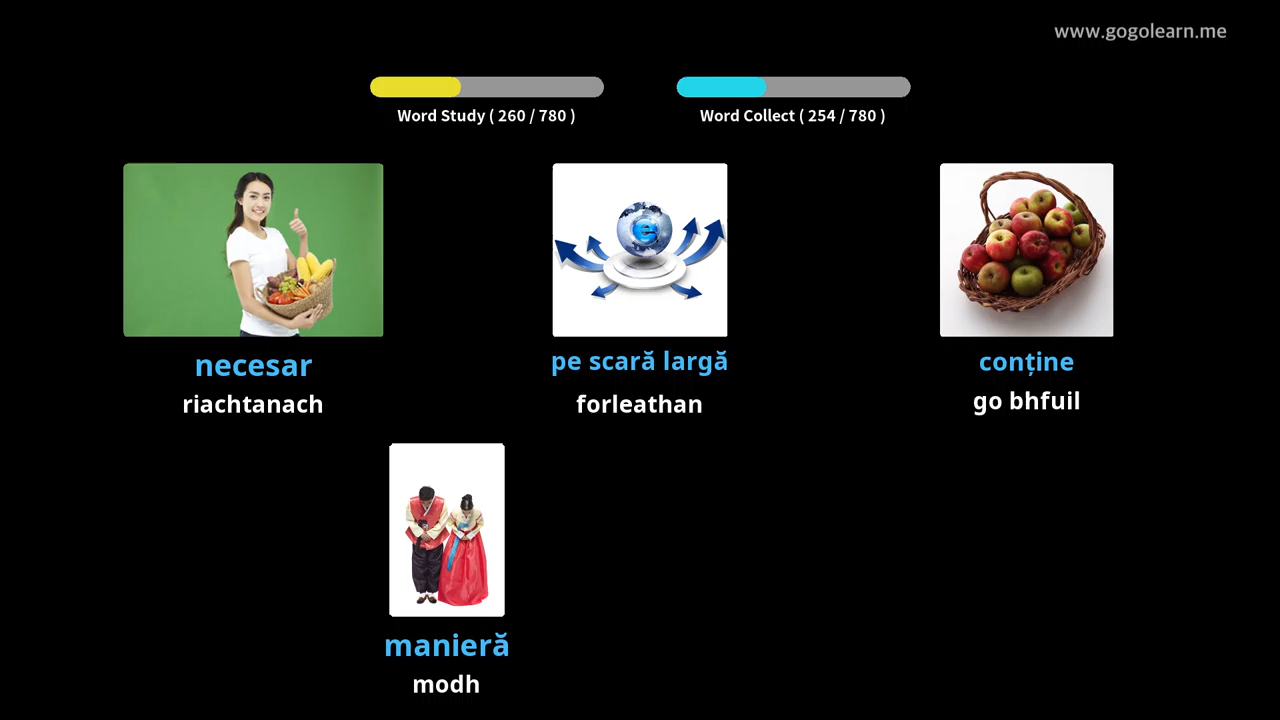 www.gogolearn.me
Word Study ( 260 / 780 )
Word Collect ( 254 / 780 )
necesar
riachtanach
pe scară largă
forleathan
conține
go bhfuil
manieră
modh